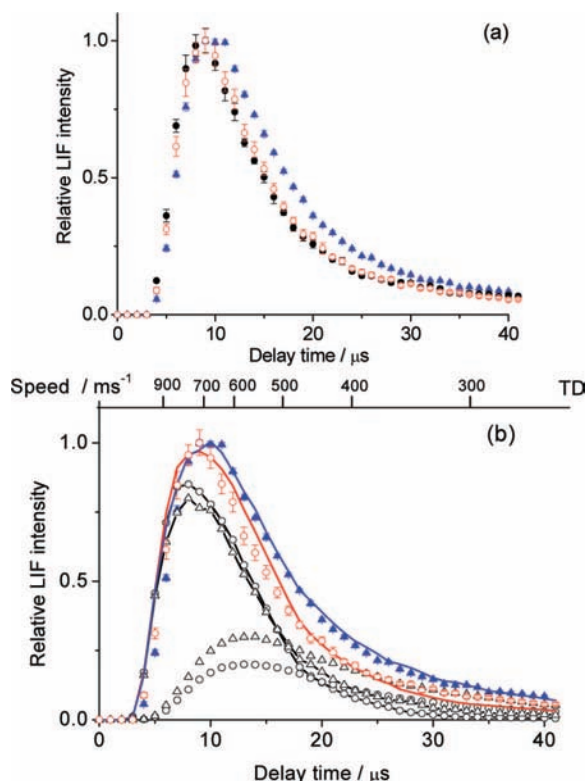 (a)
Relative LIF intensity
1.0
0.5
0.0
0 10 20 30 40
Delay time / μs
Speed / ms⁻¹ 900 700 600 500 400 300 TD
(b)
Relative LIF intensity
1.0
0.5
0.0
0 10 20 30 40
Delay time / μs